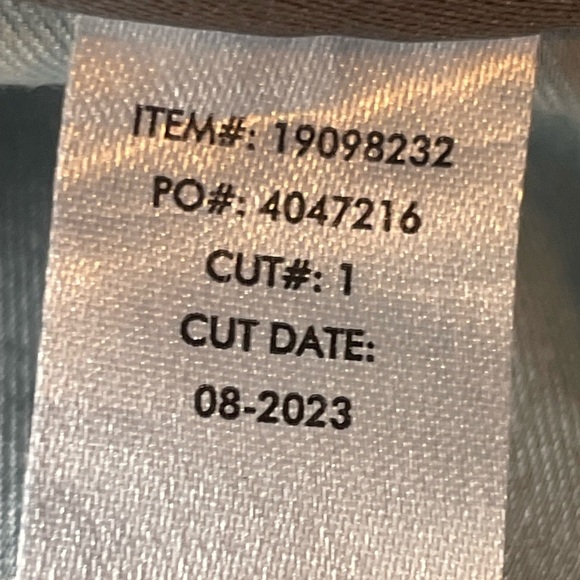 ITEM#: 19098232
PO#: 4047216
CUT#: 1
CUT DATE:
08-2023